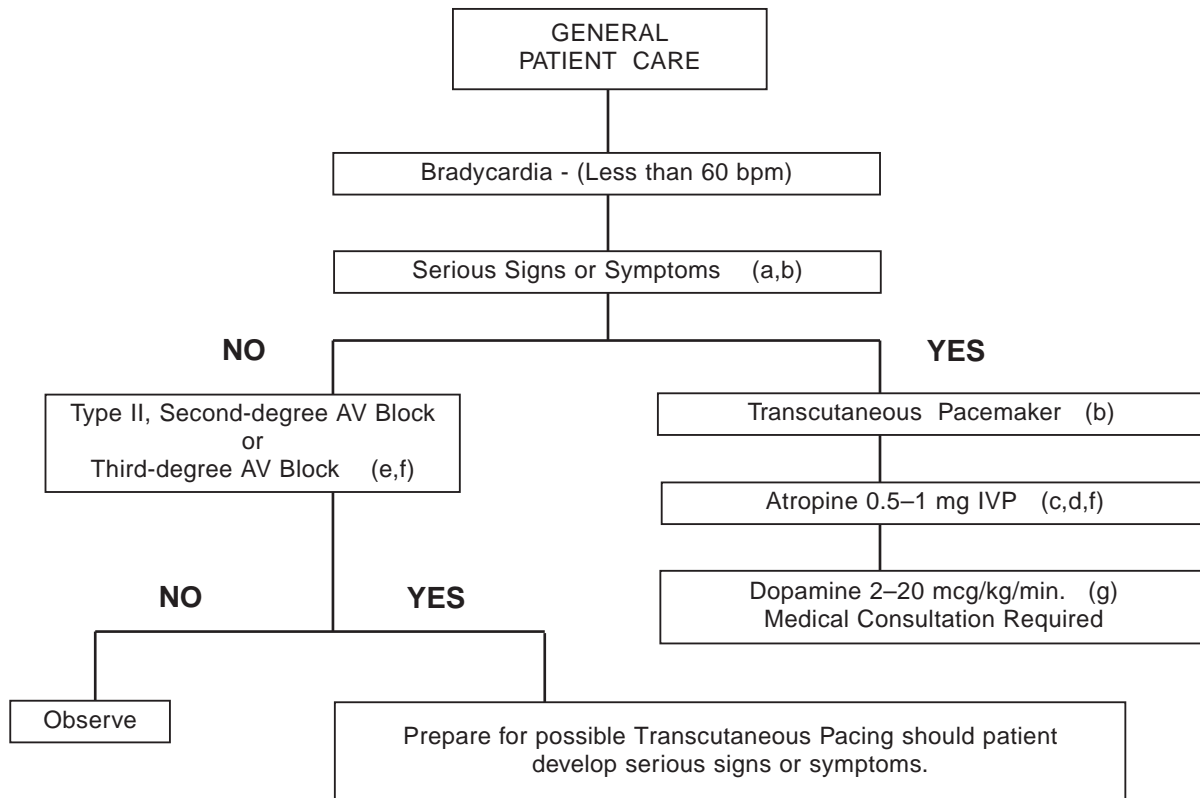 GENERAL
PATIENT CARE
Bradycardia - (Less than 60 bpm)
Serious Signs or Symptoms (a,b)
NO
YES
Type II, Second-degree AV Block
or
Third-degree AV Block (e,f)
Transcutaneous Pacemaker (b)
Atropine 0.5–1 mg IVP (c,d,f)
Dopamine 2–20 mcg/kg/min. (g)
Medical Consultation Required
NO
YES
Observe
Prepare for possible Transcutaneous Pacing should patient
develop serious signs or symptoms.